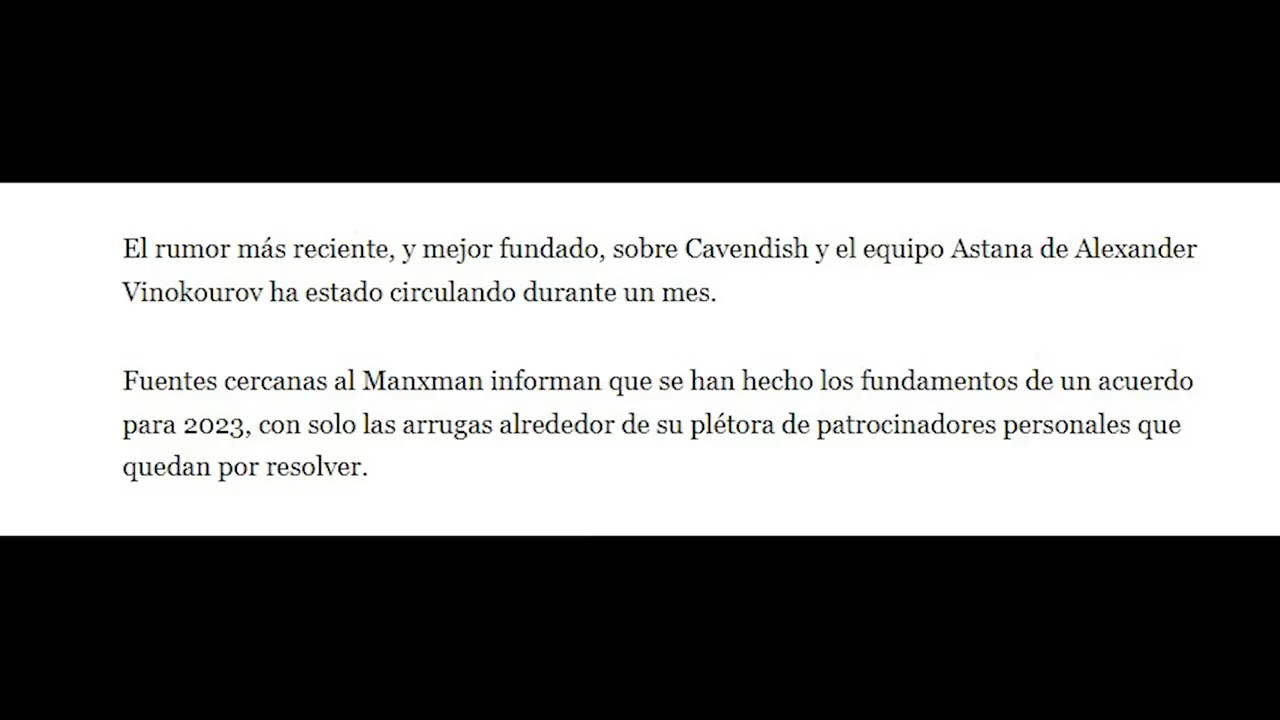 El rumor más reciente, y mejor fundado, sobre Cavendish y el equipo Astana de Alexander
Vinokourov ha estado circulando durante un mes.
Fuentes cercanas al Manxman informan que se han hecho los fundamentos de un acuerdo
para 2023, con solo las arrugas alrededor de su plétora de patrocinadores personales que
quedan por resolver.